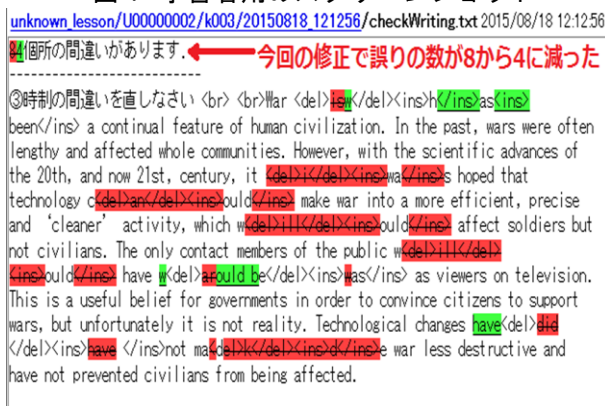 unknown_lesson/U00000002/k003/20150818_121256/checkWriting.txt 2015/08/18 12:12:56
84個所の間違いがあります.
今回の修正で誤りの数が8から4に減った
---------------------------
③時制の間違いを直しなさい <br> <br>War <del>isw</del><ins>h</ins>as<ins>
been</ins> a continual feature of human civilization. In the past, wars were often
lengthy and affected whole communities. However, with the scientific advances of
the 20th, and now 21st, century, it <del>i</del><ins>wa</ins>s hoped that
technology c<del>an</del><ins>ould</ins> make war into a more efficient, precise
and ‘cleaner’ activity, which w<del>ill</del><ins>ould</ins> affect soldiers but
not civilians. The only contact members of the public w<del>ill</del>
<ins>ould</ins> have w<del>arould be</del><ins>was</ins> as viewers on television.
This is a useful belief for governments in order to convince citizens to support
wars, but unfortunately it is not reality. Technological changes have<del>did
</del><ins>have </ins>not ma<del>k</del><ins>d</ins>e war less destructive and
have not prevented civilians from being affected.